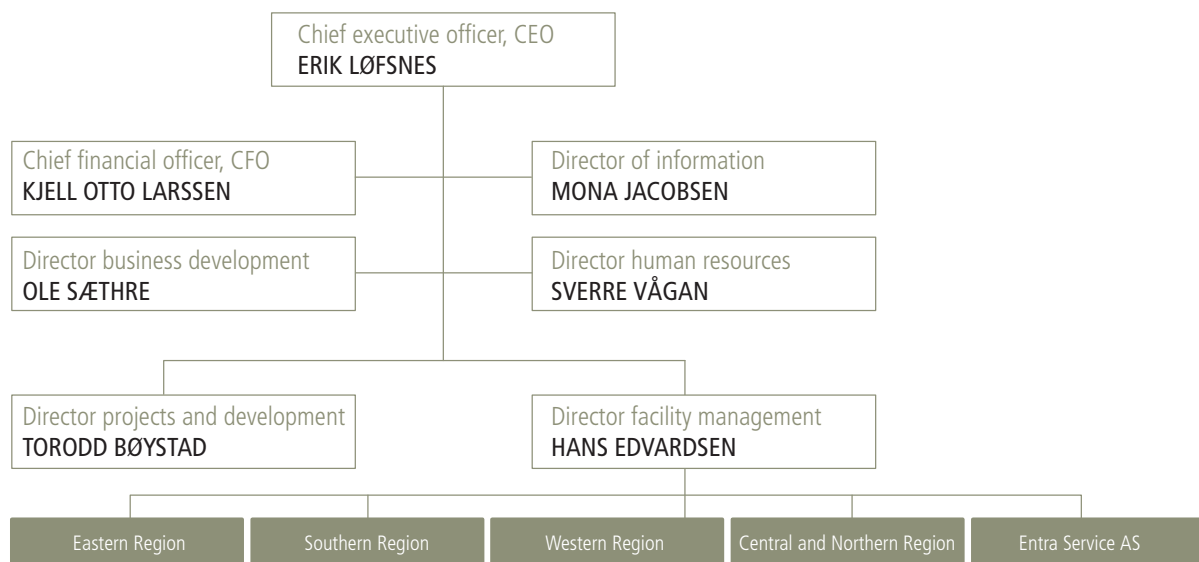 Chief executive officer, CEO
ERIK LØFSNES
Chief financial officer, CFO
KJELL OTTO LARSSEN
Director of information
MONA JACOBSEN
Director business development
OLE SÆTHRE
Director human resources
SVERRE VÅGAN
Director projects and development
TORODD BØYSTAD
Director facility management
HANS EDVARDSEN
Eastern Region
Southern Region
Western Region
Central and Northern Region
Entra Service AS